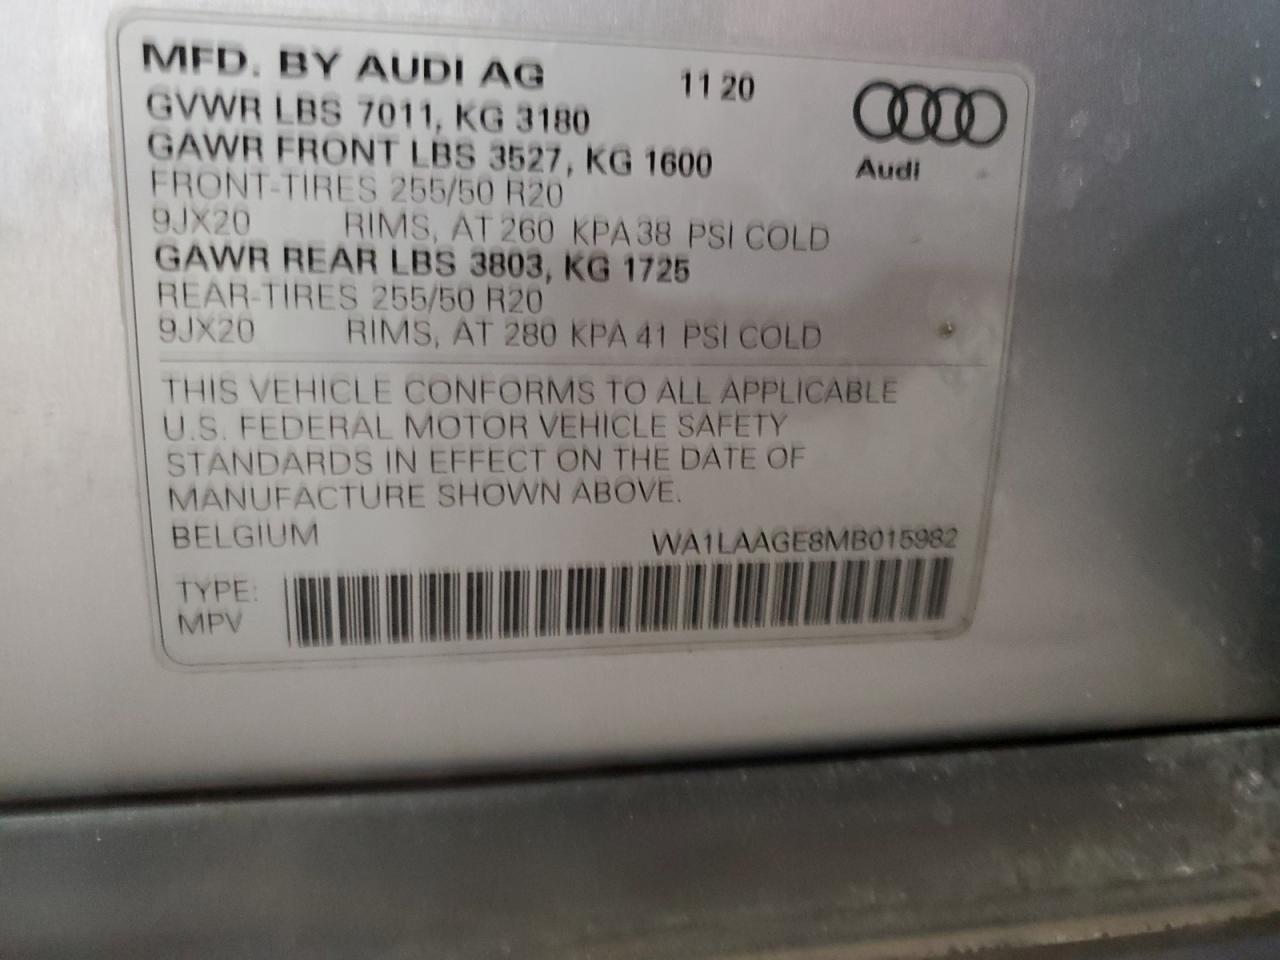 MFD. BY AUDI AG 11 20
GVWR LBS 7011, KG 3180
GAWR FRONT LBS 3527, KG 1600
Audi
FRONT-TIRES 255/50 R20
9JX20 RIMS, AT 260 KPA 38 PSI COLD
GAWR REAR LBS 3803, KG 1725
REAR-TIRES 255/50 R20
9JX20 RIMS, AT 280 KPA 41 PSI COLD
THIS VEHICLE CONFORMS TO ALL APPLICABLE
U.S. FEDERAL MOTOR VEHICLE SAFETY
STANDARDS IN EFFECT ON THE DATE OF
MANUFACTURE SHOWN ABOVE.
BELGIUM WA1LAAGE8MB015982
TYPE:
MPV